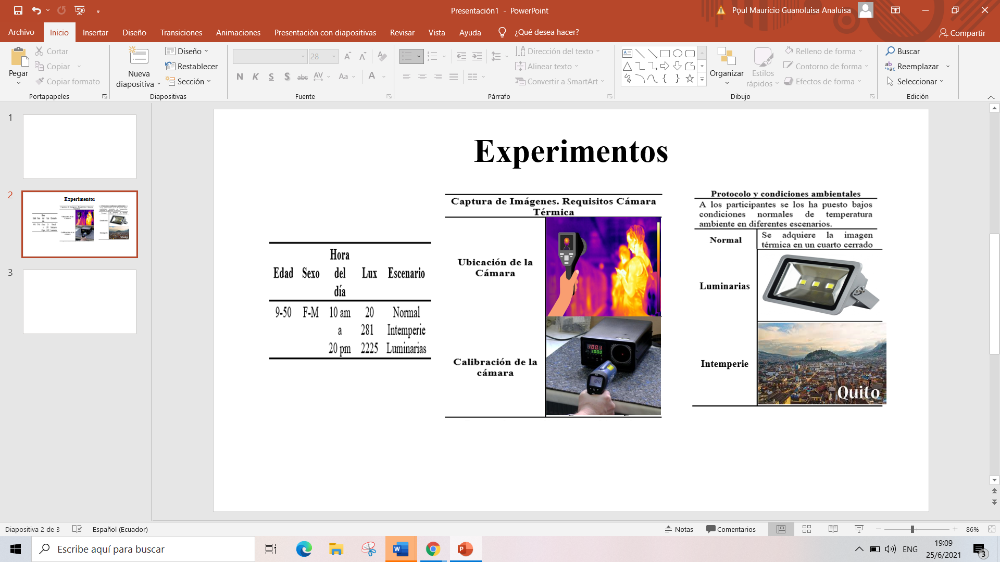 Presentación1 - PowerPoint
Pǭul Mauricio Guanoluisa Analuisa
Archivo
Inicio
Insertar
Diseño
Transiciones
Animaciones
Presentación con diapositivas
Revisar
Vista
Ayuda
¿Qué desea hacer?
Compartir
Pegar
Cortar
Copiar
Copiar formato
Portapapeles
Nueva
diapositiva
Diseño
Restablecer
Sección
Diapositivas
28
N K S S abc AV Aa A
Fuente
Dirección del texto
Alinear texto
Convertir a SmartArt
Párrafo
Organizar
Estilos
rápidos
Relleno de forma
Contorno de forma
Efectos de forma
Dibujo
Buscar
Reemplazar
Seleccionar
Edición
1
2
3
Experimentos
Hora
Edad Sexo del Lux Escenario
día
9-50 F-M 10 am 20 Normal
a 281 Intemperie
20 pm 2225 Luminarias
Captura de Imágenes. Requisitos Cámara
Térmica
Ubicación de la
Cámara
Calibración de la
cámara
Protocolo y condiciones ambientales
A los participantes se los ha puesto bajos
condiciones normales de temperatura
ambiente en diferentes escenarios.
Normal
Se adquiere la imagen
térmica en un cuarto cerrado
Luminarias
Intemperie
Quito
Diapositiva 2 de 3
Español (Ecuador)
Notas
Comentarios
86%
Escribe aquí para buscar
ENG
19:09
25/6/2021
3